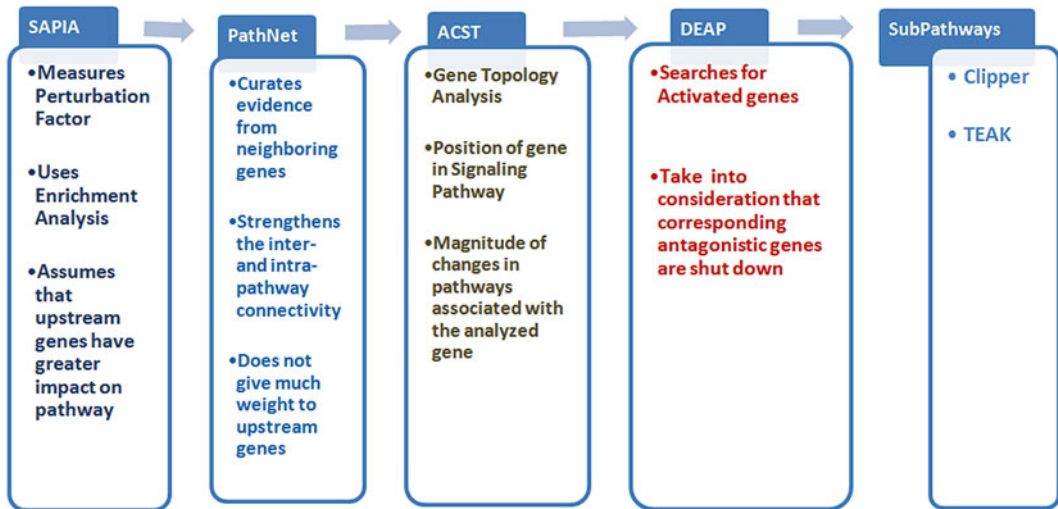 SAPIA
•Measures
Perturbation
Factor
•Uses
Enrichment
Analysis
•Assumes
that
upstream
genes have
greater
impact on
pathway
PathNet
•Curates
evidence
from
neighboring
genes
•Strengthens
the inter-
and intra-
pathway
connectivity
•Does not
give much
weight to
upstream
genes
ACST
•Gene Topology
Analysis
•Position of gene
in Signaling
Pathway
•Magnitude of
changes in
pathways
associated with
the analyzed
gene
DEAP
•Searches for
Activated genes
•Take into
consideration that
corresponding
antagonistic genes
are shut down
SubPathways
• Clipper
• TEAK